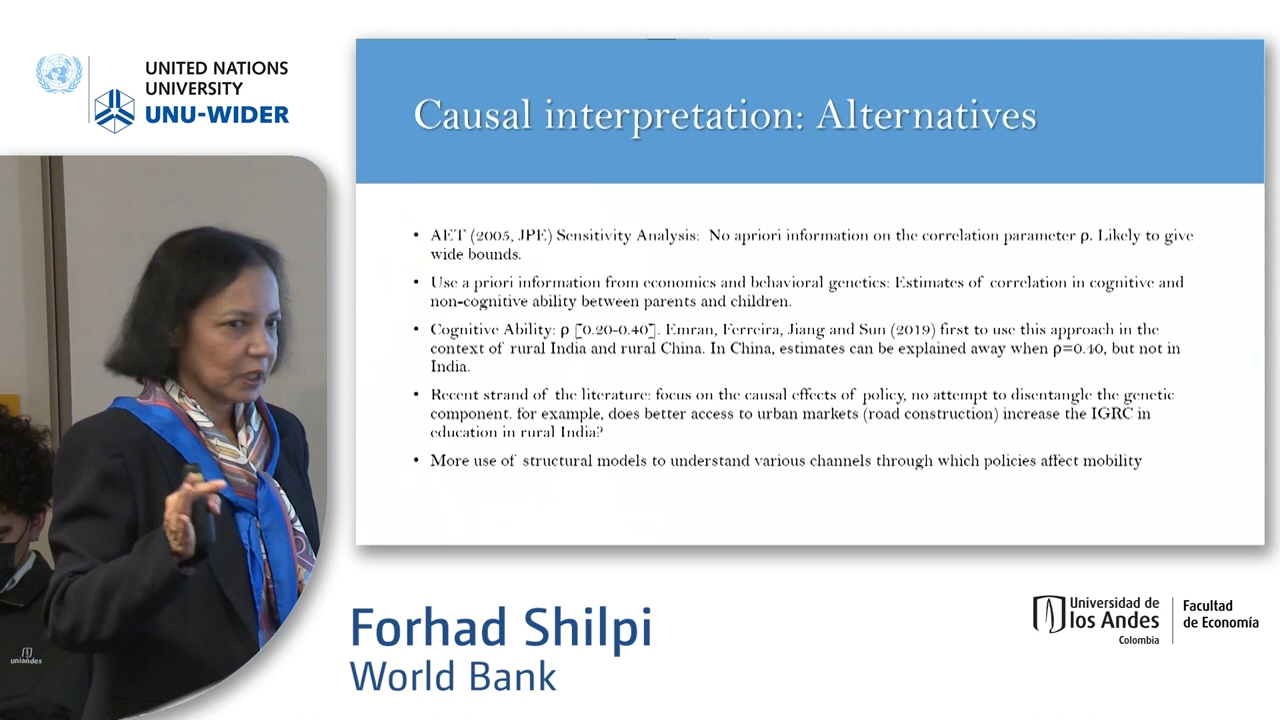 UNITED NATIONS
UNIVERSITY
UNU-WIDER
Causal interpretation: Alternatives
• AET (2005, JPE) Sensitivity Analysis: No apriori information on the correlation parameter ρ. Likely to give
wide bounds.
• Use a priori information from economics and behavioral genetics: Estimates of correlation in cognitive and
non-cognitive ability between parents and children.
• Cognitive Ability: ρ [0.20-0.40]. Emran, Ferreira, Jiang and Sun (2019) first to use this approach in the
context of rural India and rural China. In China, estimates can be explained away when ρ=0.40, but not in
India.
• Recent strand of the literature: focus on the causal effects of policy, no attempt to disentangle the genetic
component. for example, does better access to urban markets (road construction) increase the IGRC in
education in rural India?
• More use of structural models to understand various channels through which policies affect mobility
uniandes
Forhad Shilpi
World Bank
Universidad de
los Andes
Colombia
Facultad
de Economía